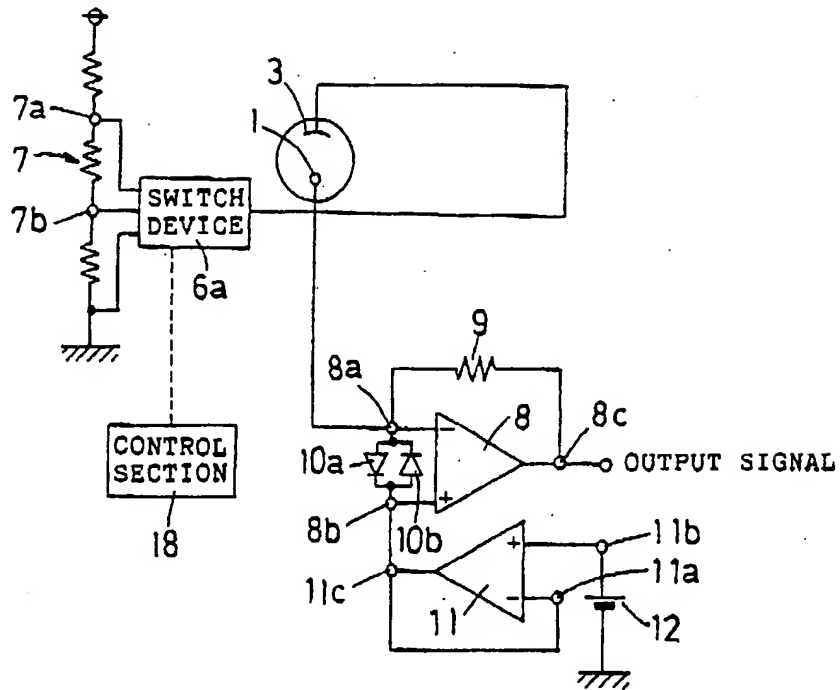 3
7a
1
7
SWITCH
DEVICE
7b
6a
9
8a
8
8c
CONTROL
SECTION
10a
−
+
OUTPUT SIGNAL
18
8b
10b
11b
+
11c
11a
−
11
12